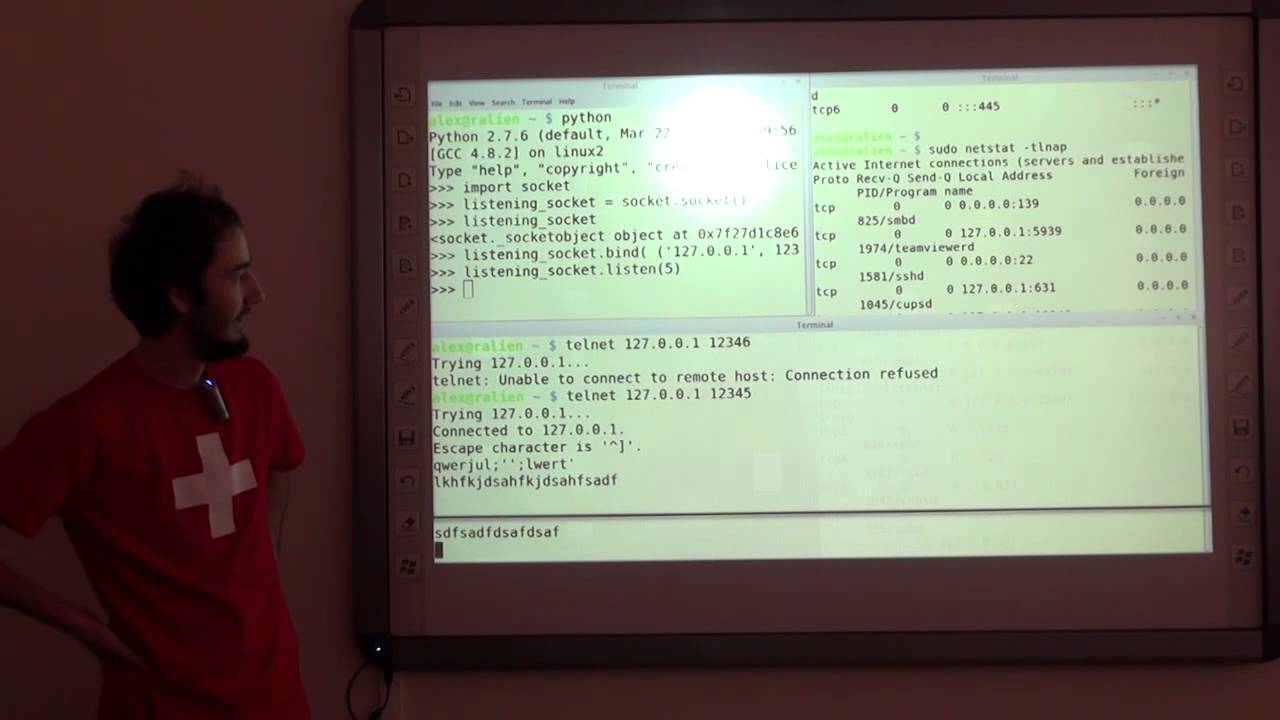 Terminal
File Edit View Search Terminal Help
alex@ralien ~ $ python
Python 2.7.6 (default, Mar 22 9:56
[GCC 4.8.2] on linux2
Type "help", "copyright", lice
>>> import socket
>>> listening_socket = socket.socket()
>>> listening_socket
<socket._socketobject object at 0x7f27d1c8e6
>>> listening_socket.bind( ('127.0.0.1', 123
>>> listening_socket.listen(5)
>>>
Terminal
d
tcp6 0 0 :::445 :::*
alex@ralien ~ $
alex@ralien ~ $ sudo netstat -tlnap
Active Internet connections (servers and establishe
Proto Recv-Q Send-Q Local Address Foreign
PID/Program name
tcp 0 0 0.0.0.0:139 0.0.0.0
825/smbd
tcp 0 0 127.0.0.1:5939 0.0.0.0
1974/teamviewerd
tcp 0 0 0.0.0.0:22 0.0.0.0
1581/sshd
tcp 0 0 127.0.0.1:631 0.0.0.0
1045/cupsd
Terminal
alex@ralien ~ $ telnet 127.0.0.1 12346
Trying 127.0.0.1...
telnet: Unable to connect to remote host: Connection refused
alex@ralien ~ $ telnet 127.0.0.1 12345
Trying 127.0.0.1...
Connected to 127.0.0.1.
Escape character is '^]'.
qwerjul;'';lwert'
lkhfkjdsahfkjdsahfsadf
sdfsadfdsafdsaf